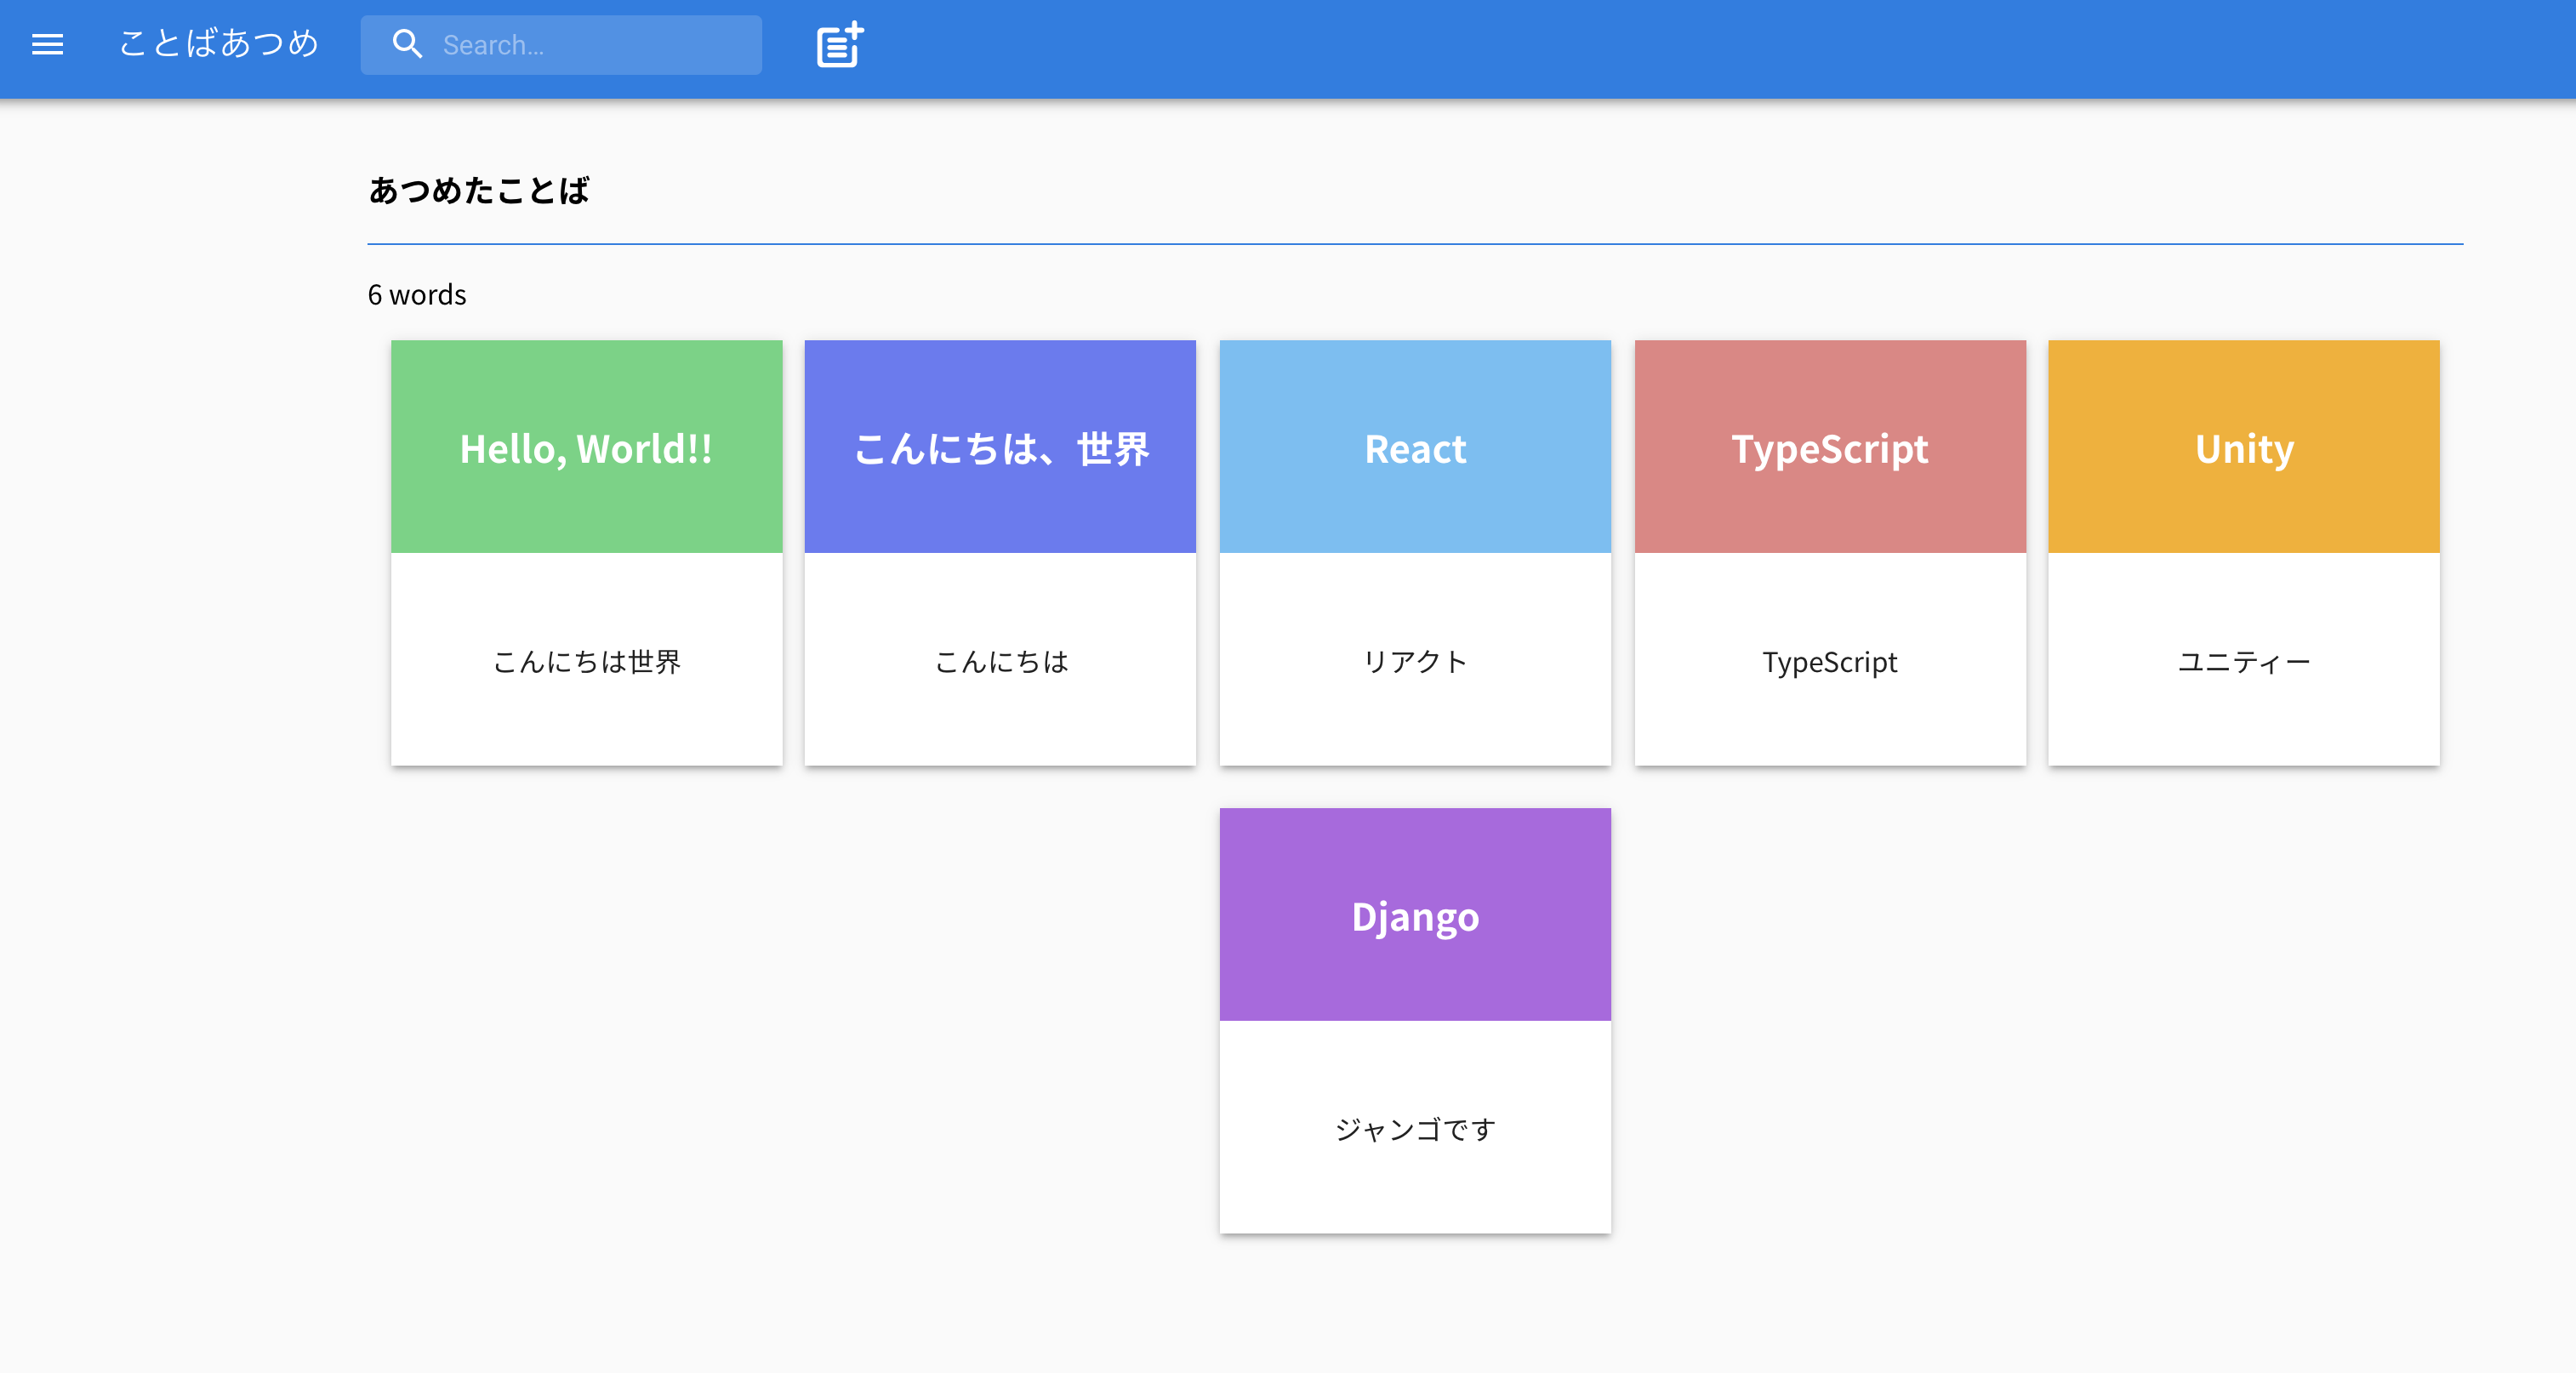 ことばあつめ
Search…
あつめたことば
6 words
Hello, World!!
こんにちは世界
こんにちは、世界
こんにちは
React
リアクト
TypeScript
TypeScript
Unity
ユニティー
Django
ジャンゴです